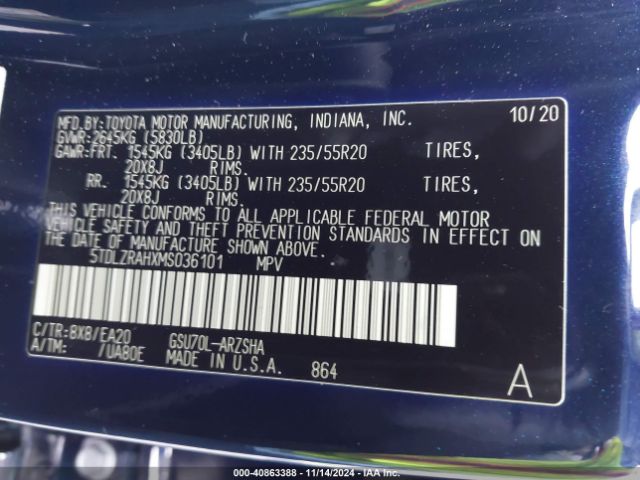 MFD.BY:TOYOTA MOTOR MANUFACTURING, INDIANA, INC. 10/20
GVWR:2645KG (5830LB)
GAWR:FRT. 1545KG (3405LB) WITH 235/55R20 TIRES,
20X8J RIMS.
RR. 1545KG (3405LB) WITH 235/55R20 TIRES,
20X8J RIMS.
THIS VEHICLE CONFORMS TO ALL APPLICABLE FEDERAL MOTOR
VEHICLE SAFETY AND THEFT PREVENTION STANDARDS IN EFFECT ON
THE DATE OF MANUFACTURE SHOWN ABOVE.
5TDLZRAHXMS036101 MPV
C/TR:8X8/EA20 GSU70L-ARZSHA
A/TM: /UA80E MADE IN U.S.A. 864 A
000-40863388 - 11/14/2024 - IAA Inc.